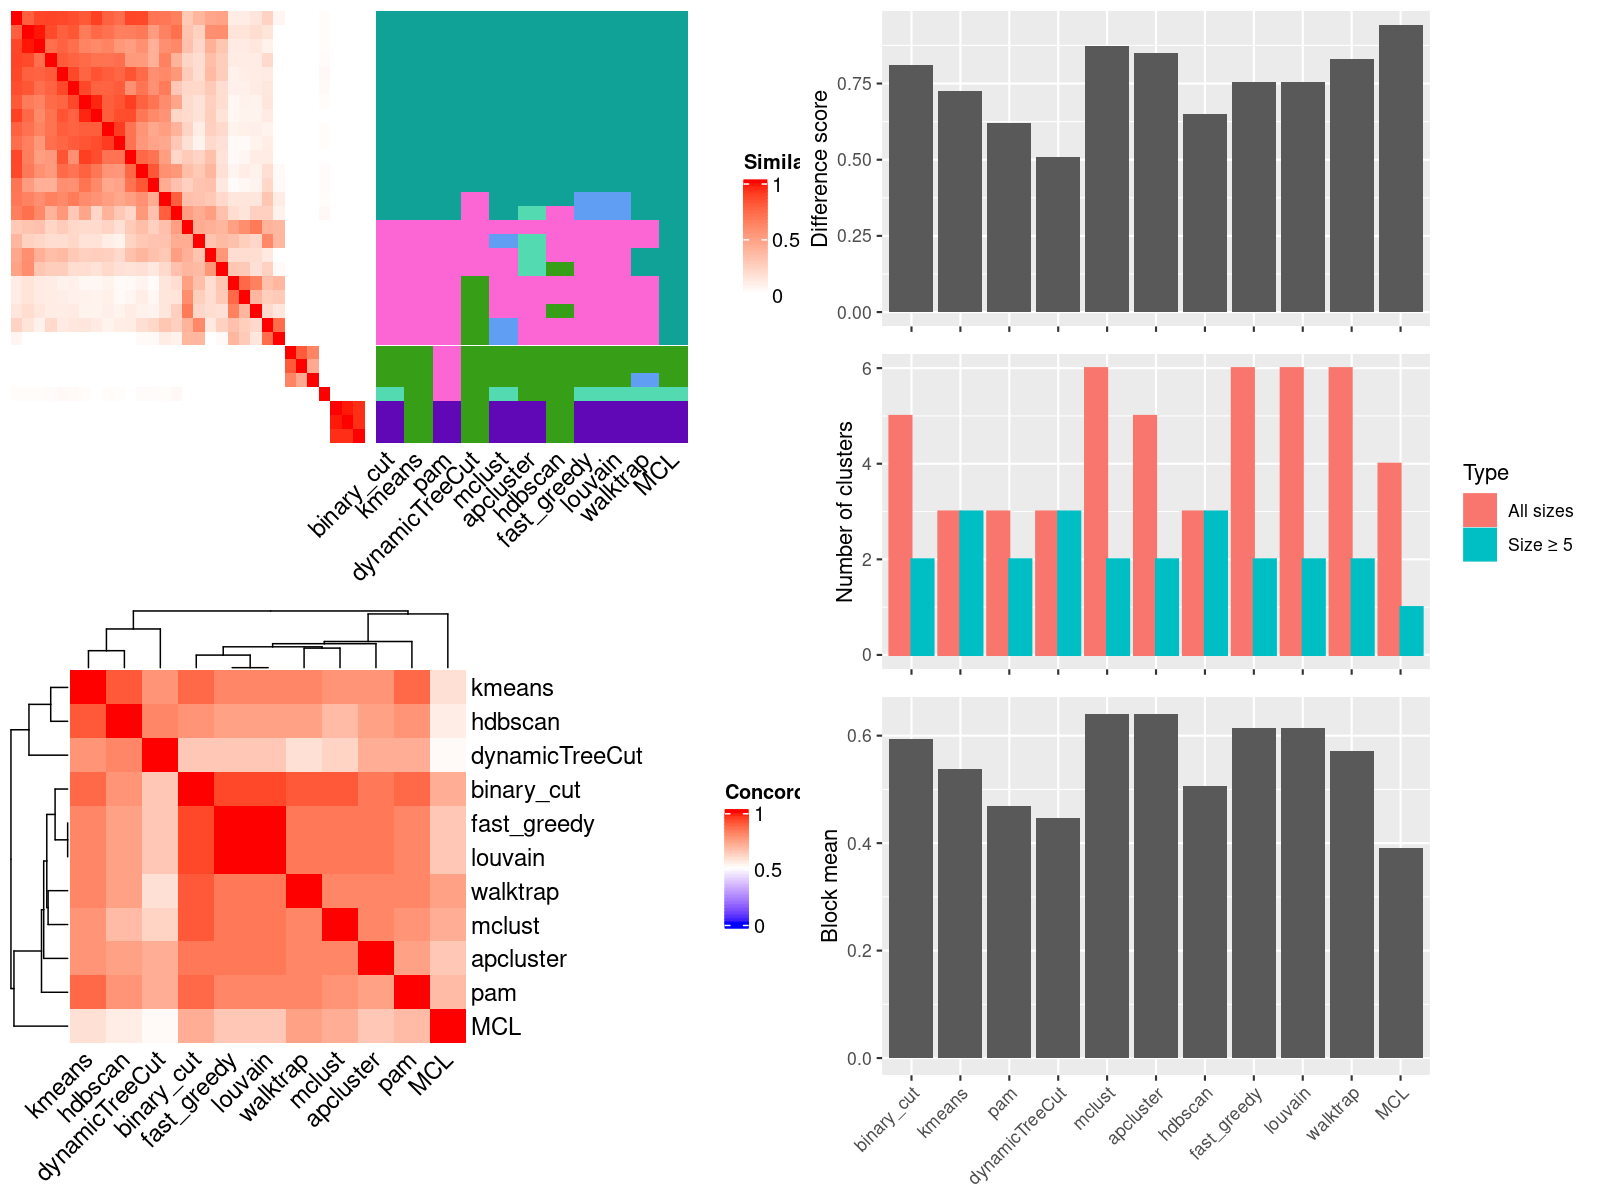 Simila
1
0.5
0
binary_cut
kmeans
pam
dynamicTreeCut
mclust
apcluster
hdbscan
fast_greedy
louvain
walktrap
MCL
kmeans
hdbscan
dynamicTreeCut
binary_cut
fast_greedy
louvain
walktrap
mclust
apcluster
pam
MCL
kmeans
hdbscan
dynamicTreeCut
binary_cut
fast_greedy
louvain
walktrap
mclust
apcluster
pam
MCL
Concord
1
0.5
0
Difference score
0.75
0.50
0.25
0.00
Number of clusters
6
4
2
0
Type
All sizes
Size ≥ 5
Block mean
0.6
0.4
0.2
0.0
binary_cut
kmeans
pam
dynamicTreeCut
mclust
apcluster
hdbscan
fast_greedy
louvain
walktrap
MCL